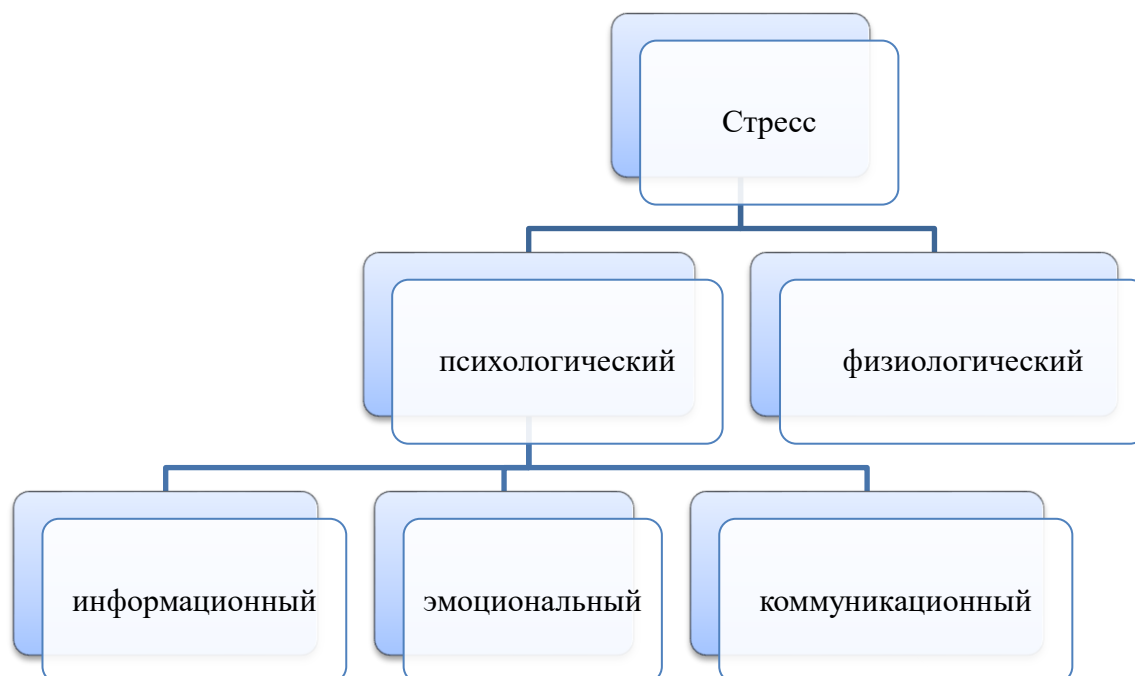 Стресс
психологический
физиологический
информационный
эмоциональный
коммуникационный